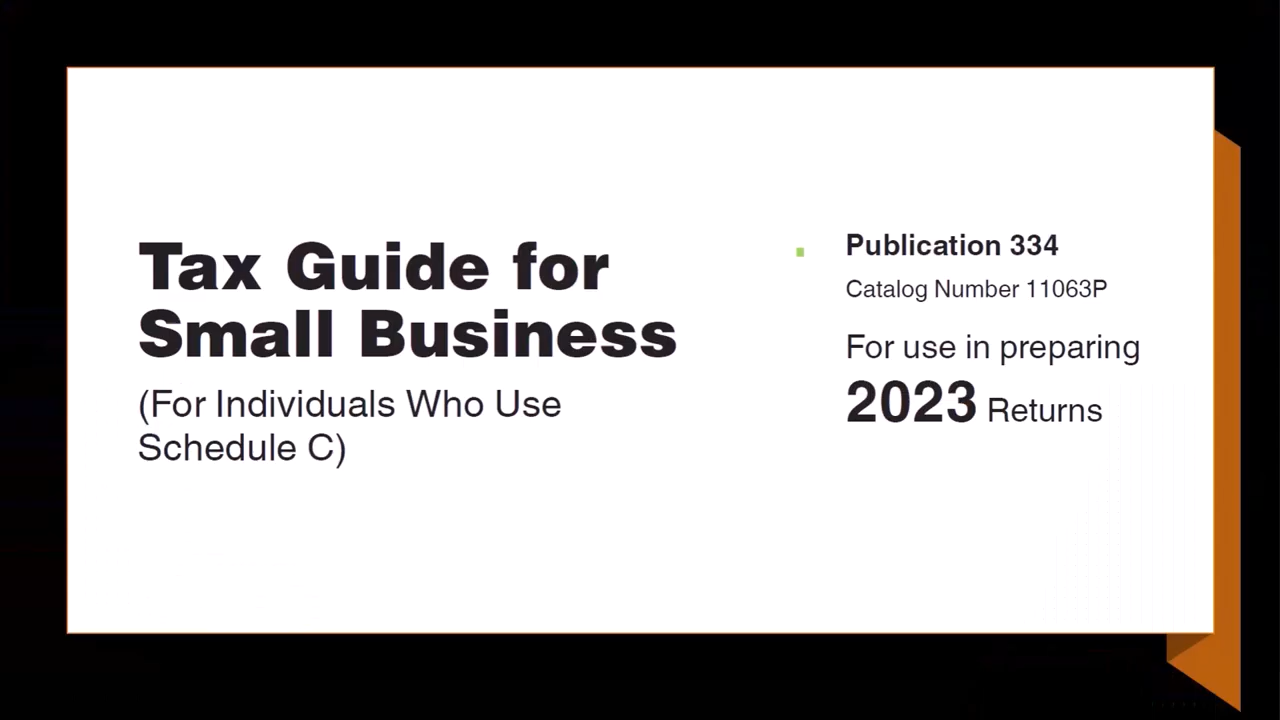 Tax Guide for
Small Business
(For Individuals Who Use
Schedule C)
Publication 334
Catalog Number 11063P
For use in preparing
2023 Returns